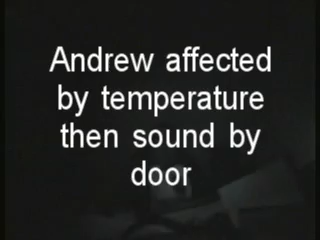 Andrew affected
by temperature
then sound by
door